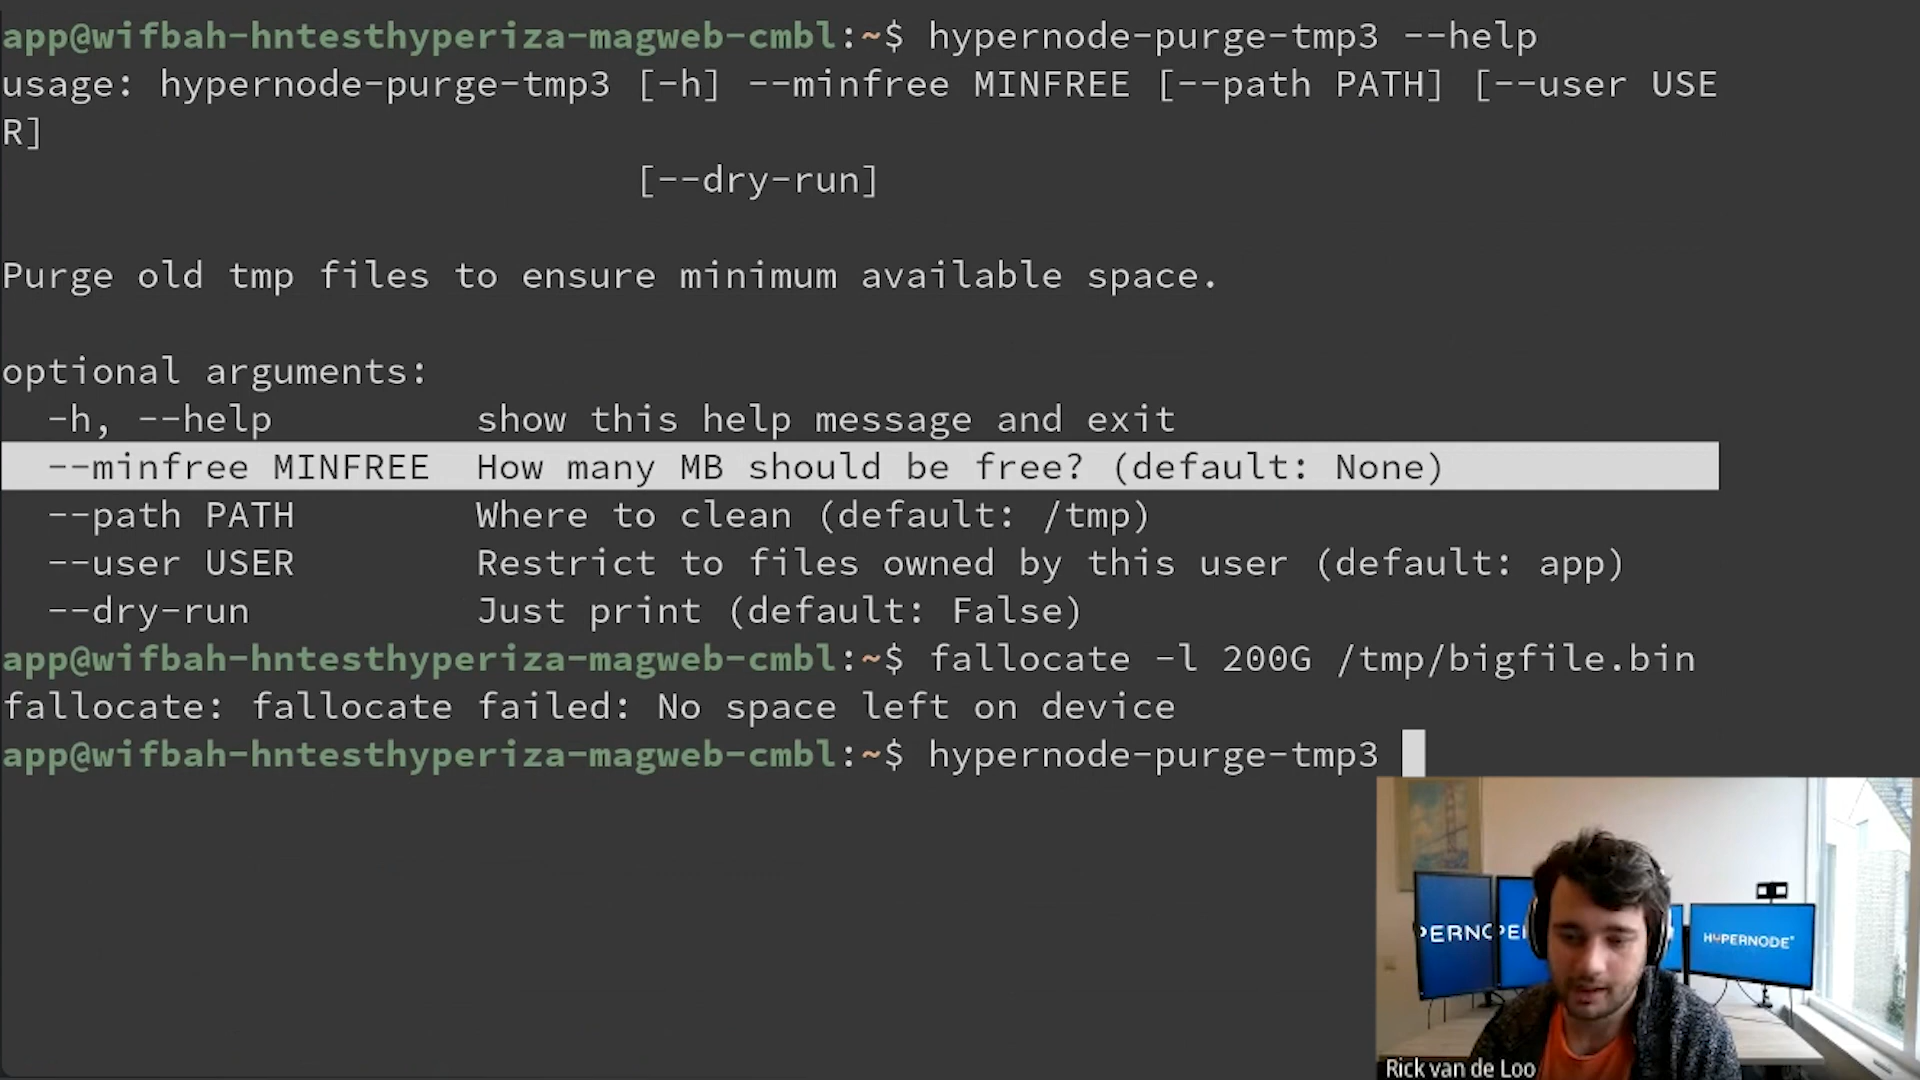 app@wifbah-hntesthyperiza-magweb-cmbl:~$ hypernode-purge-tmp3 --help
usage: hypernode-purge-tmp3 [-h] --minfree MINFREE [--path PATH] [--user USE
R]
[--dry-run]
Purge old tmp files to ensure minimum available space.
optional arguments:
-h, --help show this help message and exit
--minfree MINFREE How many MB should be free? (default: None)
--path PATH Where to clean (default: /tmp)
--user USER Restrict to files owned by this user (default: app)
--dry-run Just print (default: False)
app@wifbah-hntesthyperiza-magweb-cmbl:~$ fallocate -l 200G /tmp/bigfile.bin
fallocate: fallocate failed: No space left on device
app@wifbah-hntesthyperiza-magweb-cmbl:~$ hypernode-purge-tmp3
PERNO
PEI
HYPERNODE
Rick van de Loo